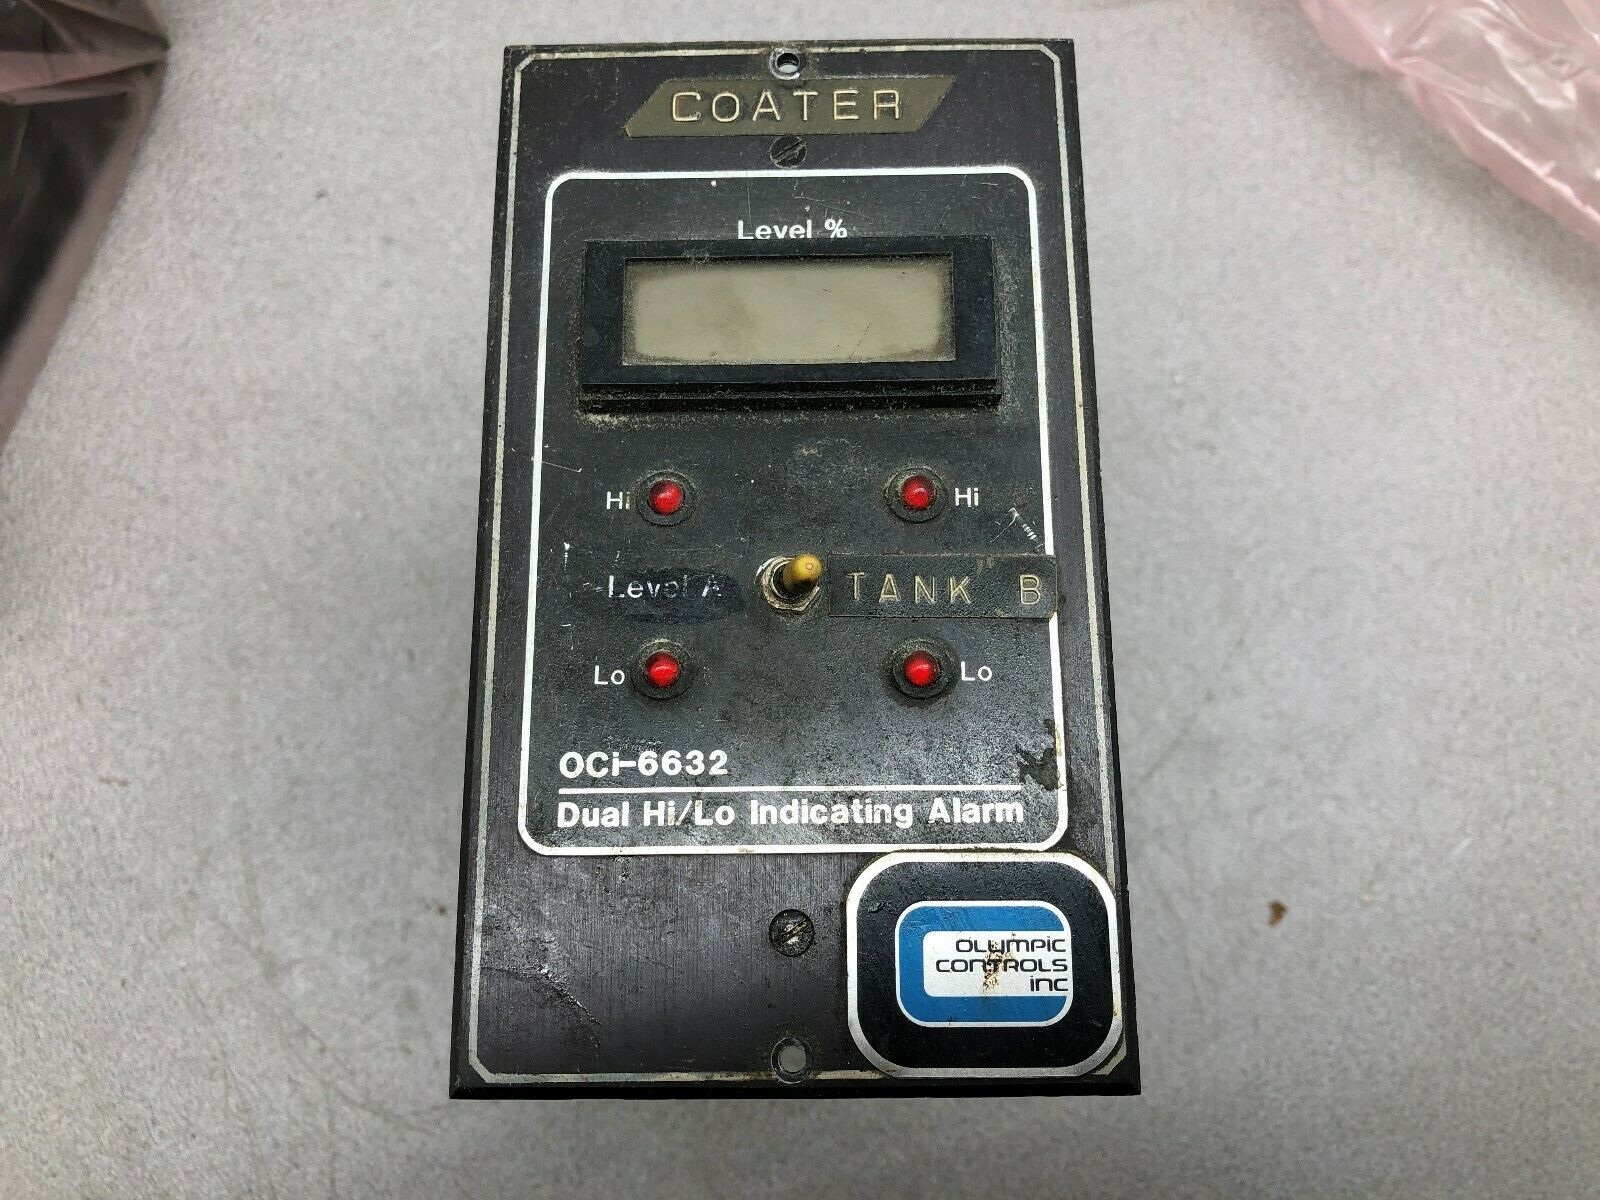 COATER
Level %
Hi Hi
Level A TANK B
Lo Lo
OCi-6632
Dual Hi/Lo Indicating Alarm
OLYMPIC
CONTROLS
INC